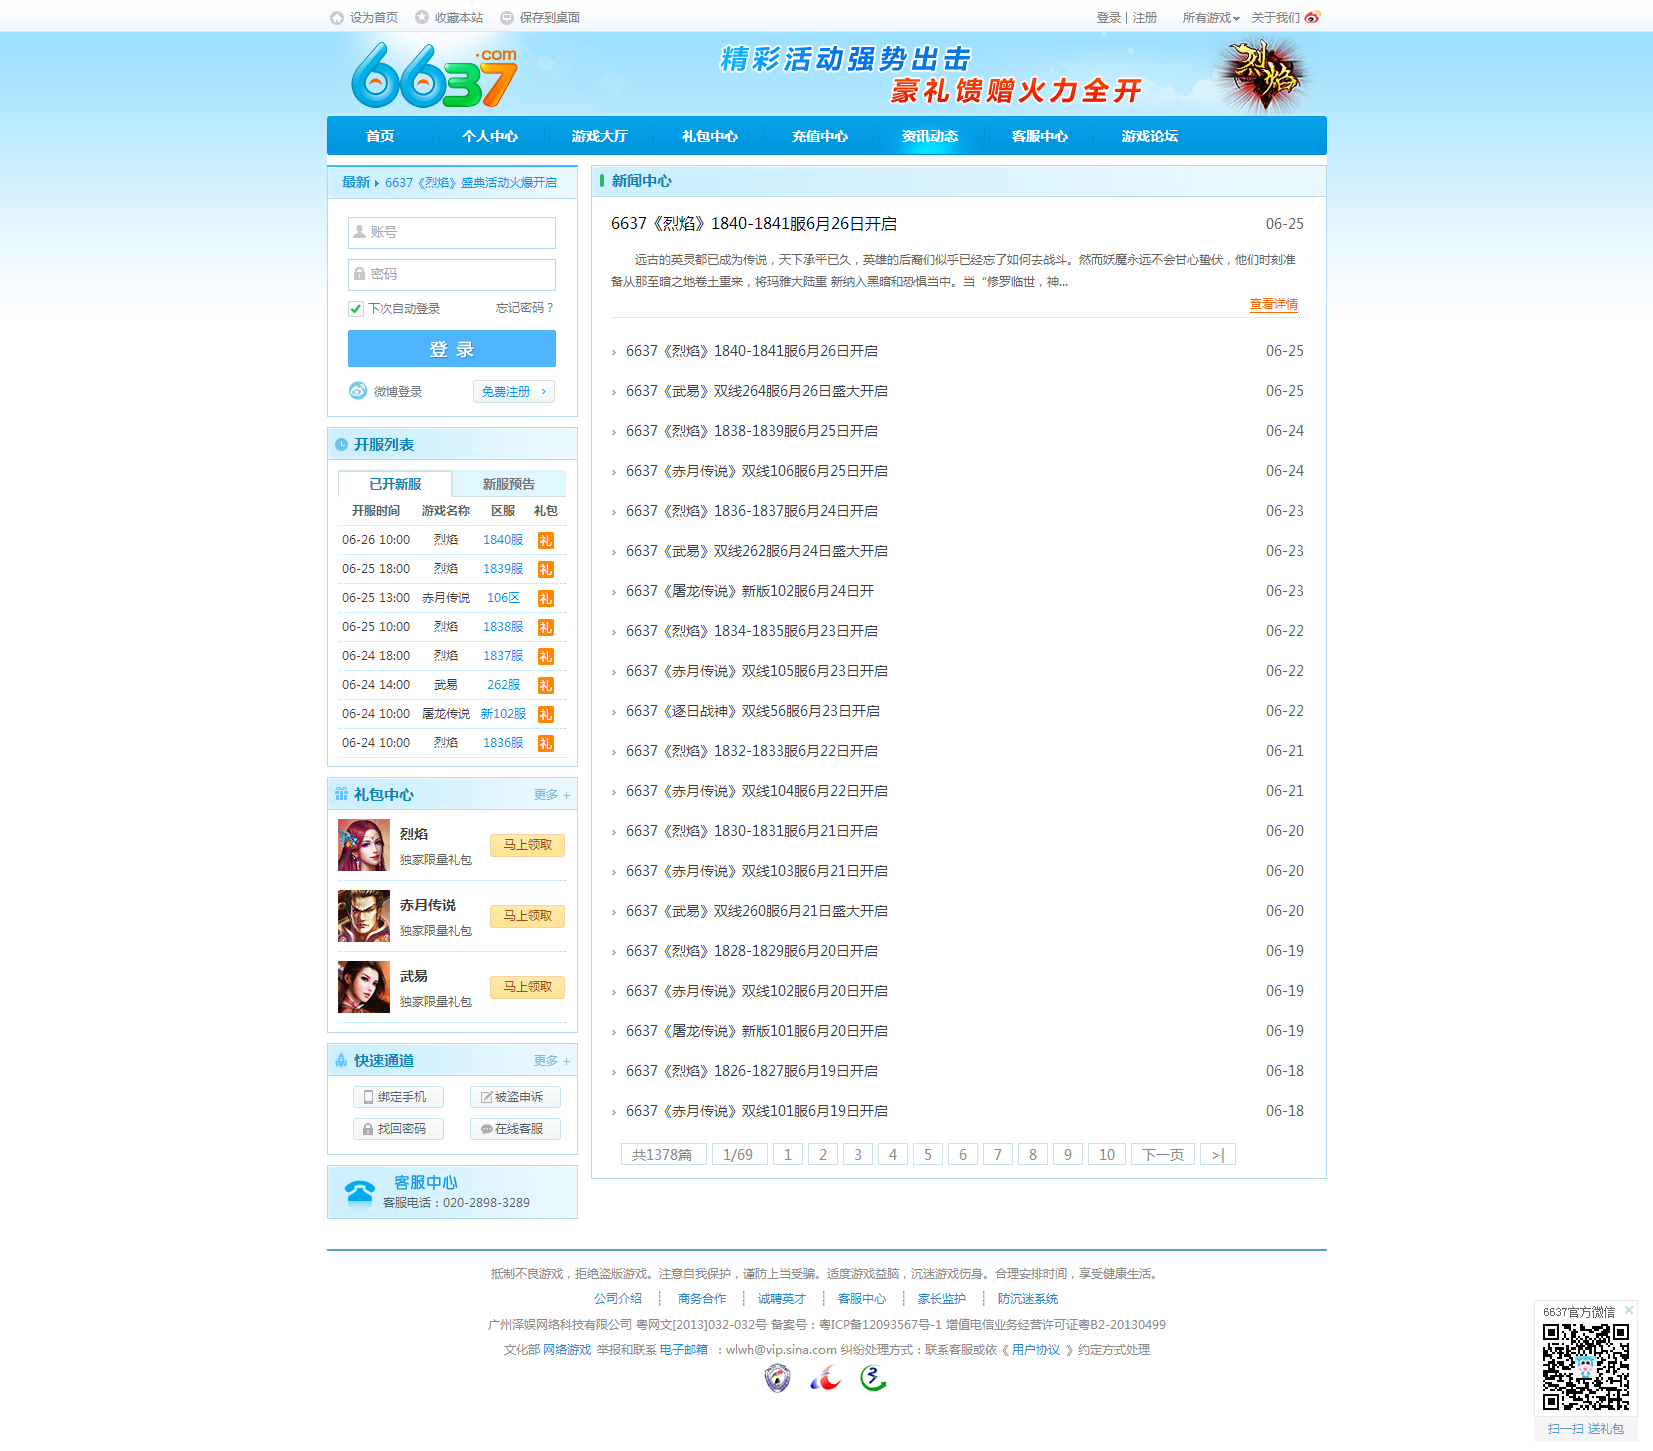 设为首页 收藏本站 保存到桌面 登录 | 注册 所有游戏 关于我们
6637.com
精彩活动强势出击
豪礼馈赠火力全开
烈焰
首页 个人中心 游戏大厅 礼包中心 充值中心 资讯动态 客服中心 游戏论坛
最新 6637《烈焰》盛典活动火爆开启
账号
密码
下次自动登录 忘记密码？
登 录
微博登录 免费注册 ›
开服列表
已开新服 新服预告
开服时间 游戏名称 区服 礼包
06-26 10:00 烈焰 1840服 礼
06-25 18:00 烈焰 1839服 礼
06-25 13:00 赤月传说 106区 礼
06-25 10:00 烈焰 1838服 礼
06-24 18:00 烈焰 1837服 礼
06-24 14:00 武易 262服 礼
06-24 10:00 屠龙传说 新102服 礼
06-24 10:00 烈焰 1836服 礼
礼包中心 更多 +
烈焰
独家限量礼包 马上领取
赤月传说
独家限量礼包 马上领取
武易
独家限量礼包 马上领取
快速通道 更多 +
绑定手机 被盗申诉
找回密码 在线客服
客服中心
客服电话：020-2898-3289
新闻中心
6637《烈焰》1840-1841服6月26日开启 06-25
远古的英灵都已成为传说，天下承平已久，英雄的后裔们似乎已经忘了如何去战斗。然而妖魔永远不会甘心蛰伏，他们时刻准
备从那至暗之地卷土重来，将玛雅大陆重 新纳入黑暗和恐惧当中。当“修罗临世，神...
查看详情
› 6637《烈焰》1840-1841服6月26日开启 06-25
› 6637《武易》双线264服6月26日盛大开启 06-25
› 6637《烈焰》1838-1839服6月25日开启 06-24
› 6637《赤月传说》双线106服6月25日开启 06-24
› 6637《烈焰》1836-1837服6月24日开启 06-23
› 6637《武易》双线262服6月24日盛大开启 06-23
› 6637《屠龙传说》新版102服6月24日开 06-23
› 6637《烈焰》1834-1835服6月23日开启 06-22
› 6637《赤月传说》双线105服6月23日开启 06-22
› 6637《逐日战神》双线56服6月23日开启 06-22
› 6637《烈焰》1832-1833服6月22日开启 06-21
› 6637《赤月传说》双线104服6月22日开启 06-21
› 6637《烈焰》1830-1831服6月21日开启 06-20
› 6637《赤月传说》双线103服6月21日开启 06-20
› 6637《武易》双线260服6月21日盛大开启 06-20
› 6637《烈焰》1828-1829服6月20日开启 06-19
› 6637《赤月传说》双线102服6月20日开启 06-19
› 6637《屠龙传说》新版101服6月20日开启 06-19
› 6637《烈焰》1826-1827服6月19日开启 06-18
› 6637《赤月传说》双线101服6月19日开启 06-18
共1378篇 1/69 1 2 3 4 5 6 7 8 9 10 下一页 >|
抵制不良游戏，拒绝盗版游戏。注意自我保护，谨防上当受骗。适度游戏益脑，沉迷游戏伤身。合理安排时间，享受健康生活。
公司介绍 商务合作 诚聘英才 客服中心 家长监护 防沉迷系统
广州泽娱网络科技有限公司 粤网文[2013]032-032号 备案号：粤ICP备12093567号-1 增值电信业务经营许可证粤B2-20130499
文化部 网络游戏 举报和联系 电子邮箱 ：wlwh@vip.sina.com 纠纷处理方式：联系客服或依《 用户协议 》约定方式处理
6637官方微信 ×
扫一扫 送礼包